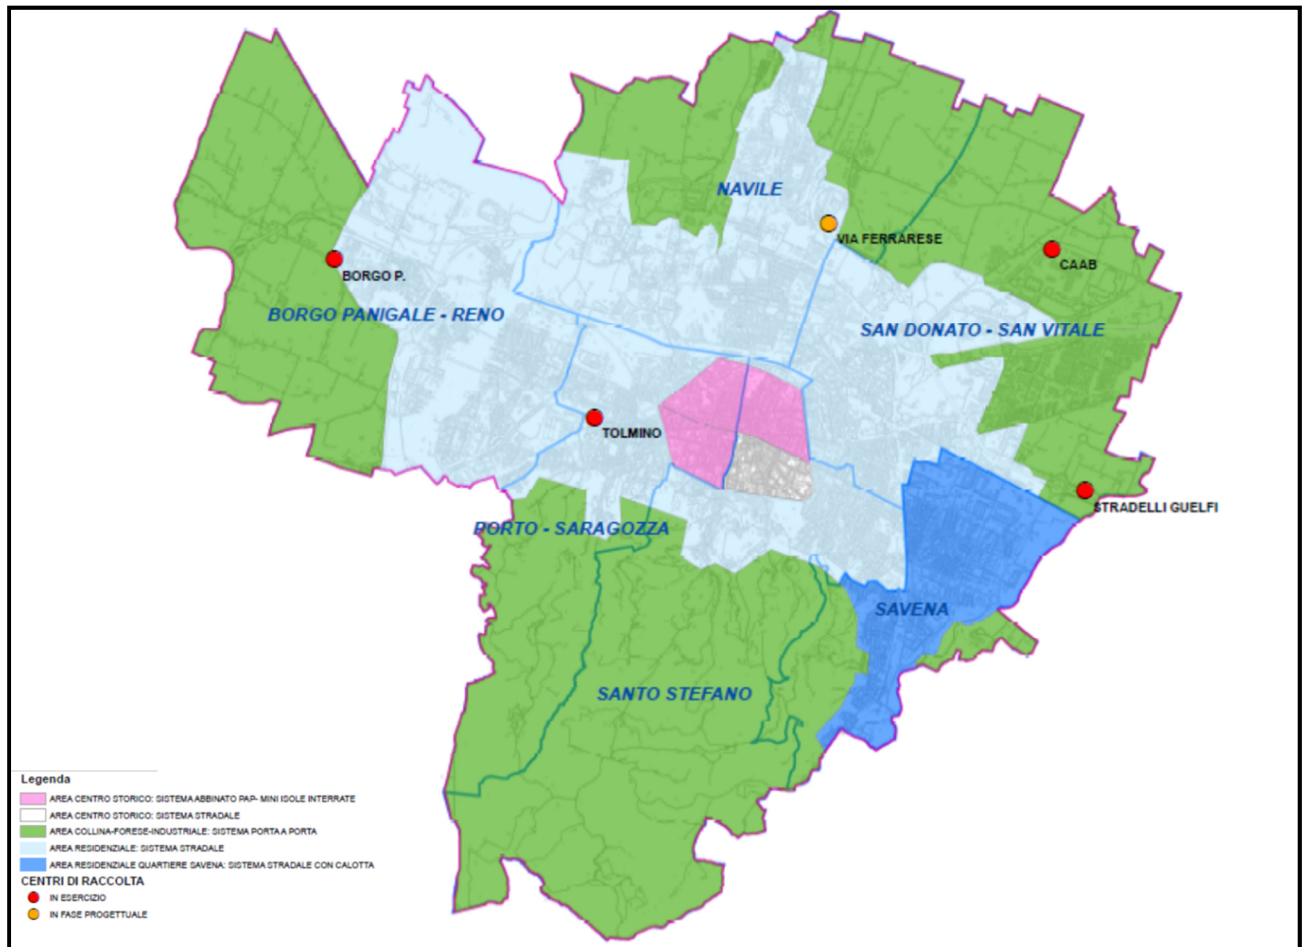 NAVILE
VIA FERRARESE
CAAB
BORGO P.
BORGO PANIGALE - RENO
SAN DONATO - SAN VITALE
TOLMINO
STRADELLI GUELFI
PORTO - SARAGOZZA
SAVENA
SANTO STEFANO
Legenda
AREA CENTRO STORICO: SISTEMA ABBINATO PAP- MINI ISOLE INTERRATE
AREA CENTRO STORICO: SISTEMA STRADALE
AREA COLLINA-FORESE-INDUSTRIALE: SISTEMA PORTA A PORTA
AREA RESIDENZIALE: SISTEMA STRADALE
AREA RESIDENZIALE QUARTIERE SAVENA: SISTEMA STRADALE CON CALOTTA
CENTRI DI RACCOLTA
IN ESERCIZIO
IN FASE PROGETTUALE